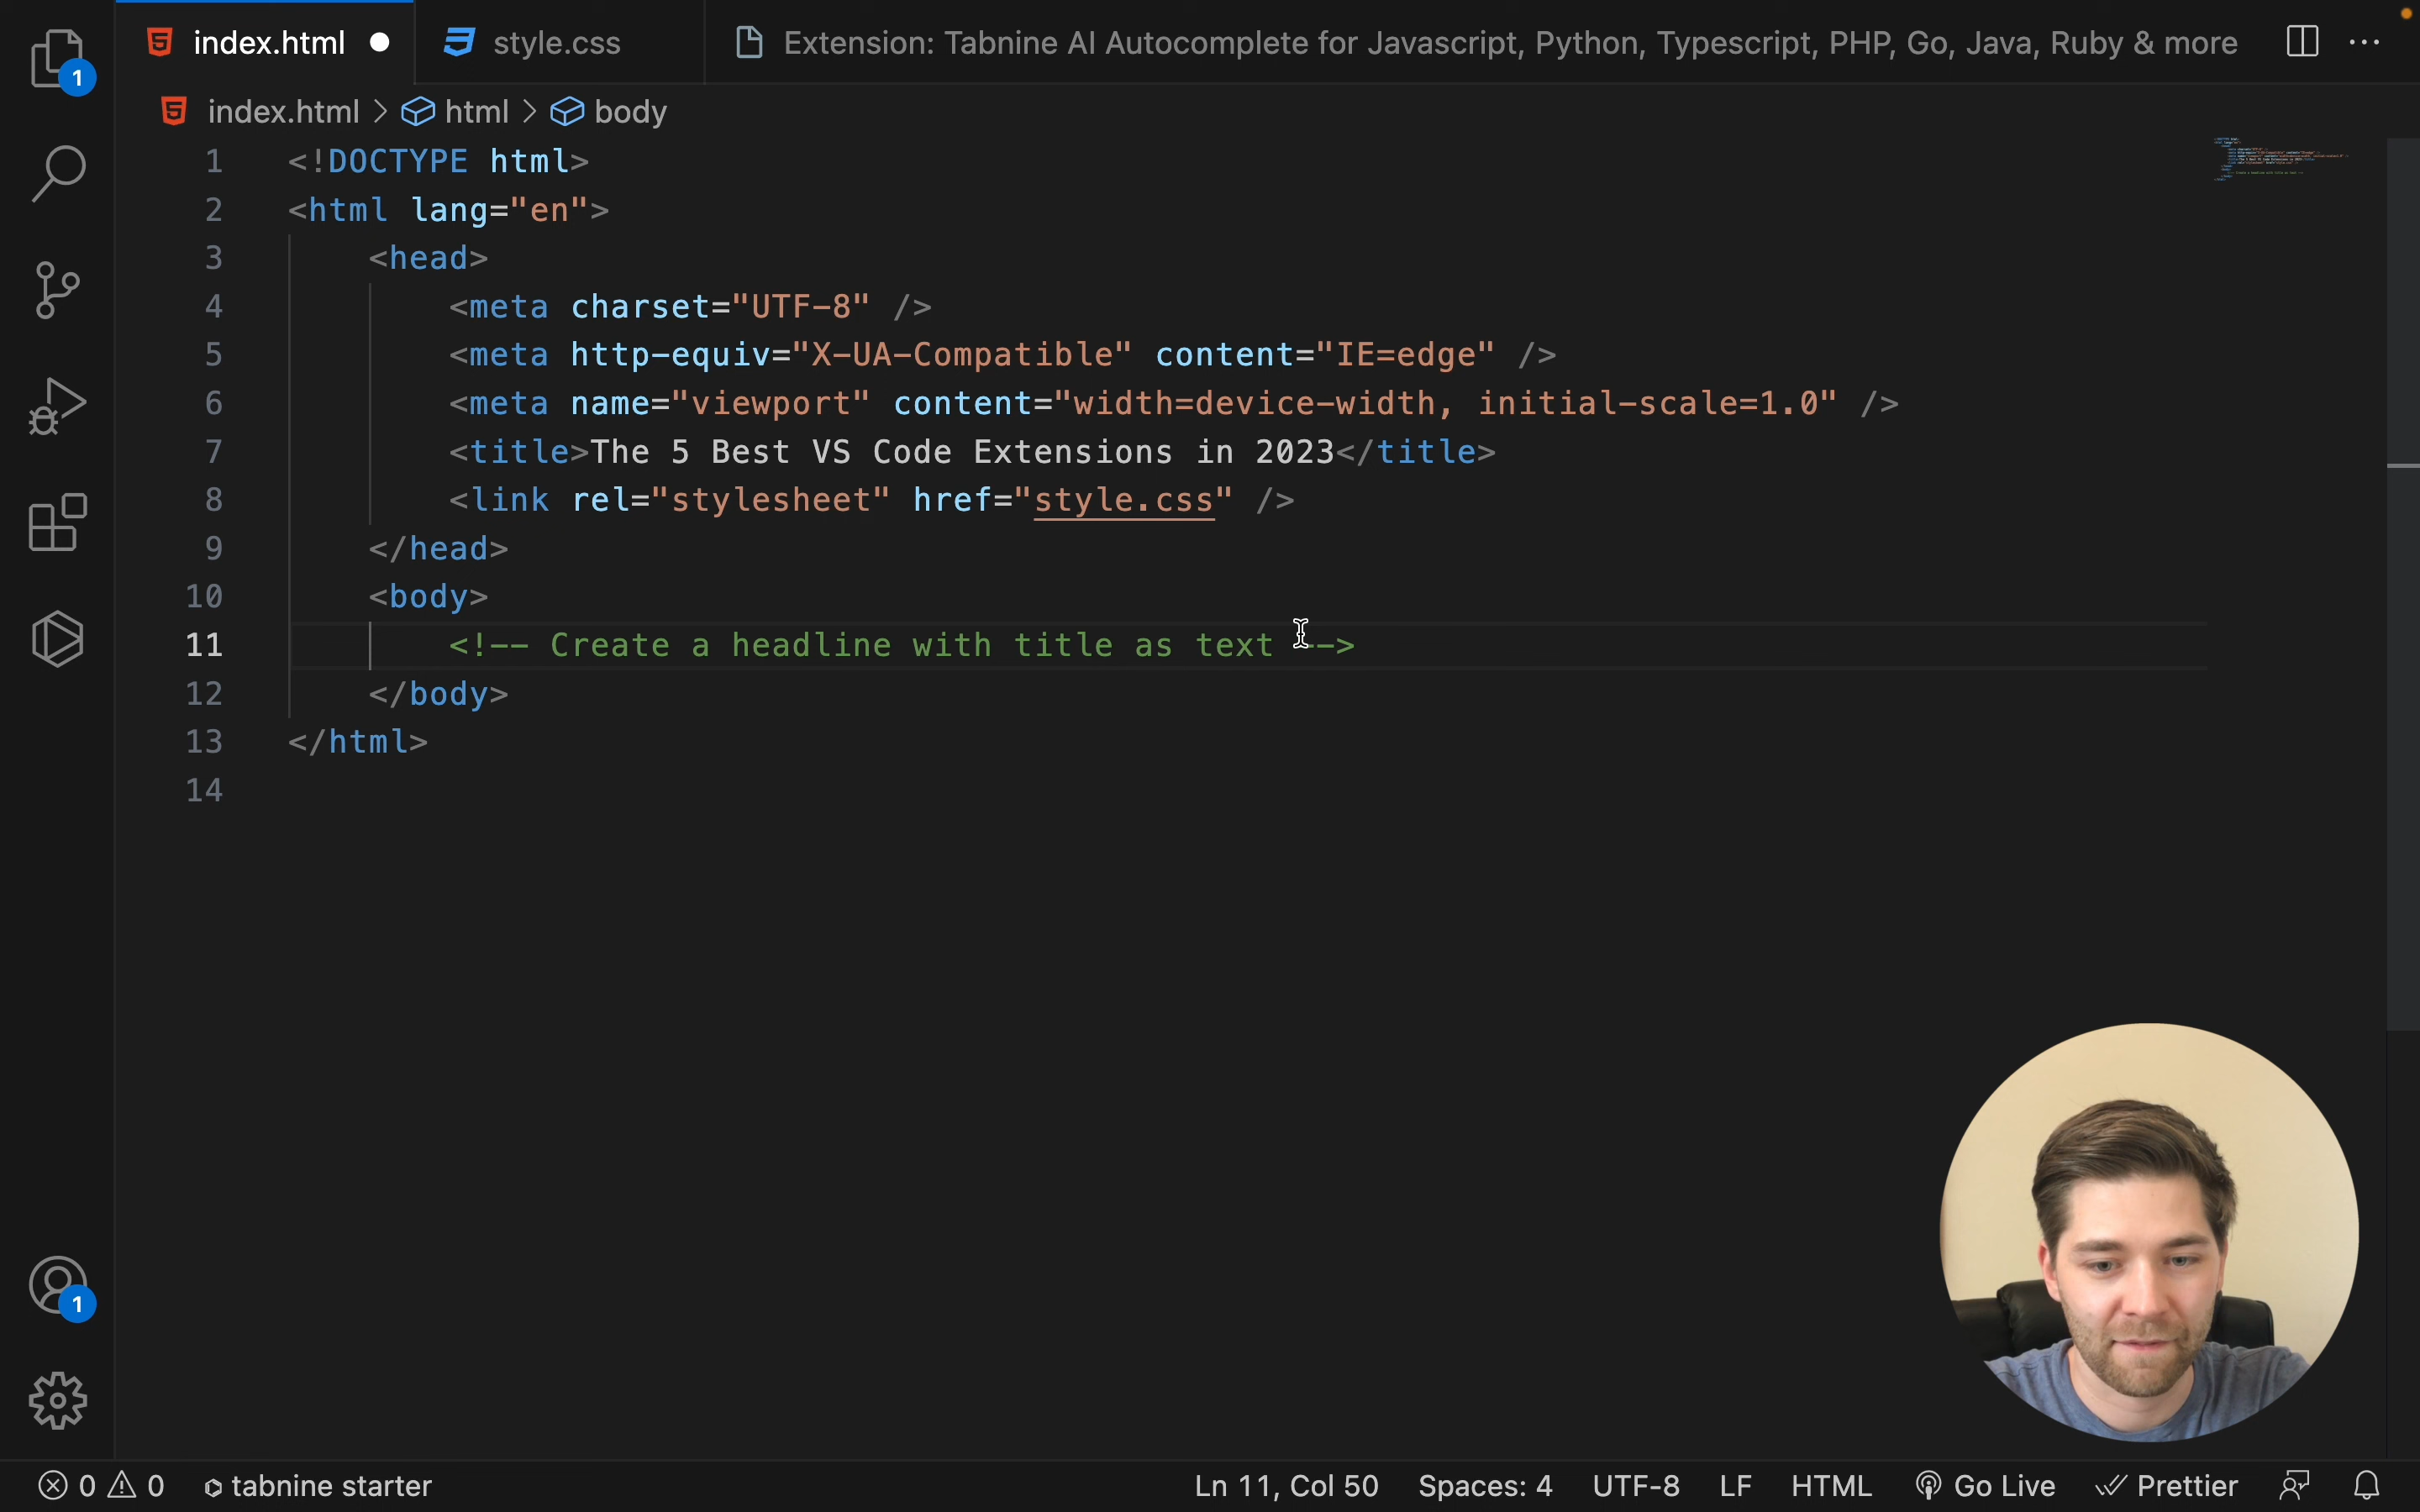 index.html
style.css
Extension: Tabnine AI Autocomplete for Javascript, Python, Typescript, PHP, Go, Java, Ruby & more
1
index.html > html > body
1 <!DOCTYPE html>
2 <html lang="en">
3 <head>
4 <meta charset="UTF-8" />
5 <meta http-equiv="X-UA-Compatible" content="IE=edge" />
6 <meta name="viewport" content="width=device-width, initial-scale=1.0" />
7 <title>The 5 Best VS Code Extensions in 2023</title>
8 <link rel="stylesheet" href="style.css" />
9 </head>
10 <body>
11 <!-- Create a headline with title as text -->
12 </body>
13 </html>
14
1
0 0 tabnine starter Ln 11, Col 50 Spaces: 4 UTF-8 LF HTML Go Live Prettier